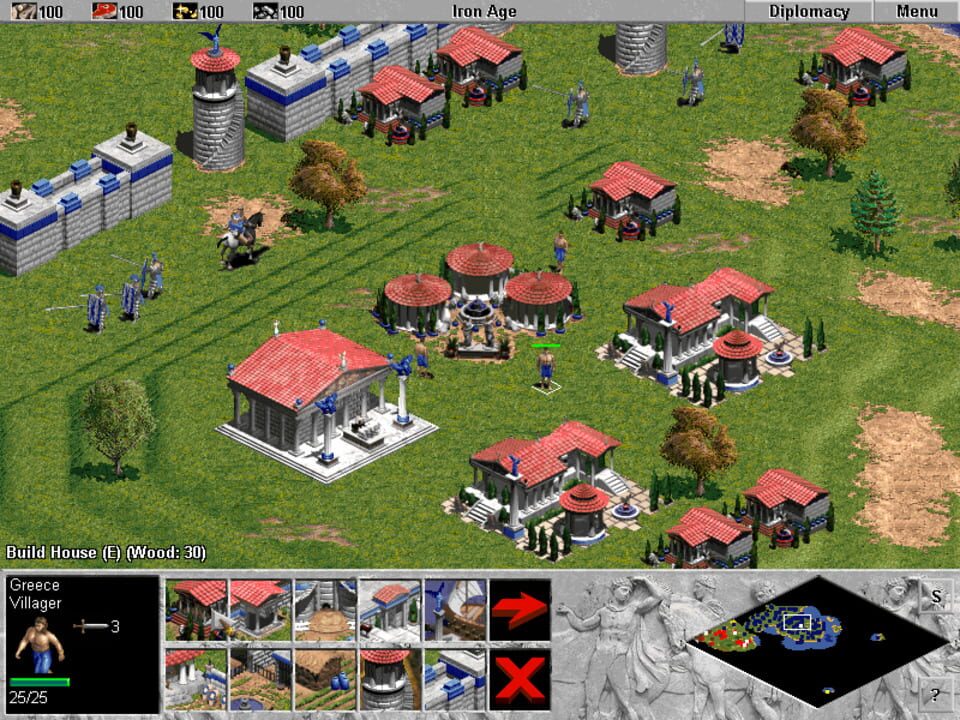 100 100 100 100 Iron Age Diplomacy Menu
Build House (E) (Wood: 30)
Greece
Villager
3
25/25
S
?